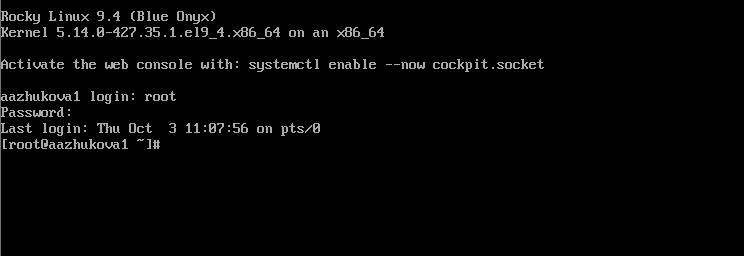 Rocky Linux 9.4 (Blue Onyx)
Kernel 5.14.0-427.35.1.el9_4.x86_64 on an x86_64
Activate the web console with: systemctl enable --now cockpit.socket
aazhukova1 login: root
Password:
Last login: Thu Oct  3 11:07:56 on pts/0
[root@aazhukova1 ~]#